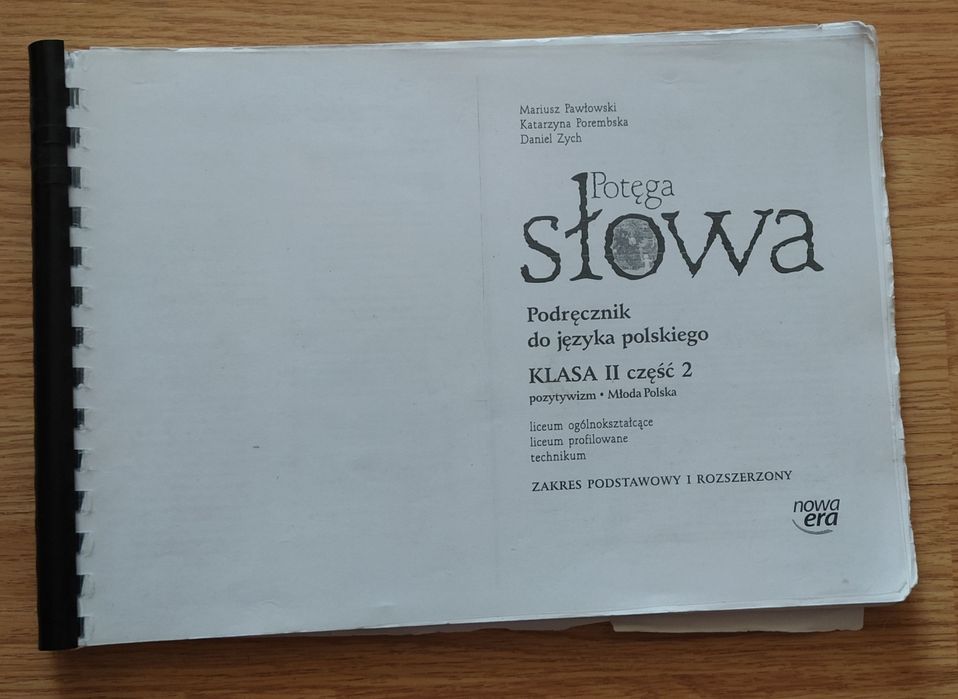 Mariusz Pawłowski
Katarzyna Porembska
Daniel Zych
Potęga
słowa
Podręcznik
do języka polskiego
KLASA II część 2
pozytywizm • Młoda Polska
liceum ogólnokształcące
liceum profilowane
technikum
ZAKRES PODSTAWOWY I ROZSZERZONY
nowa
era